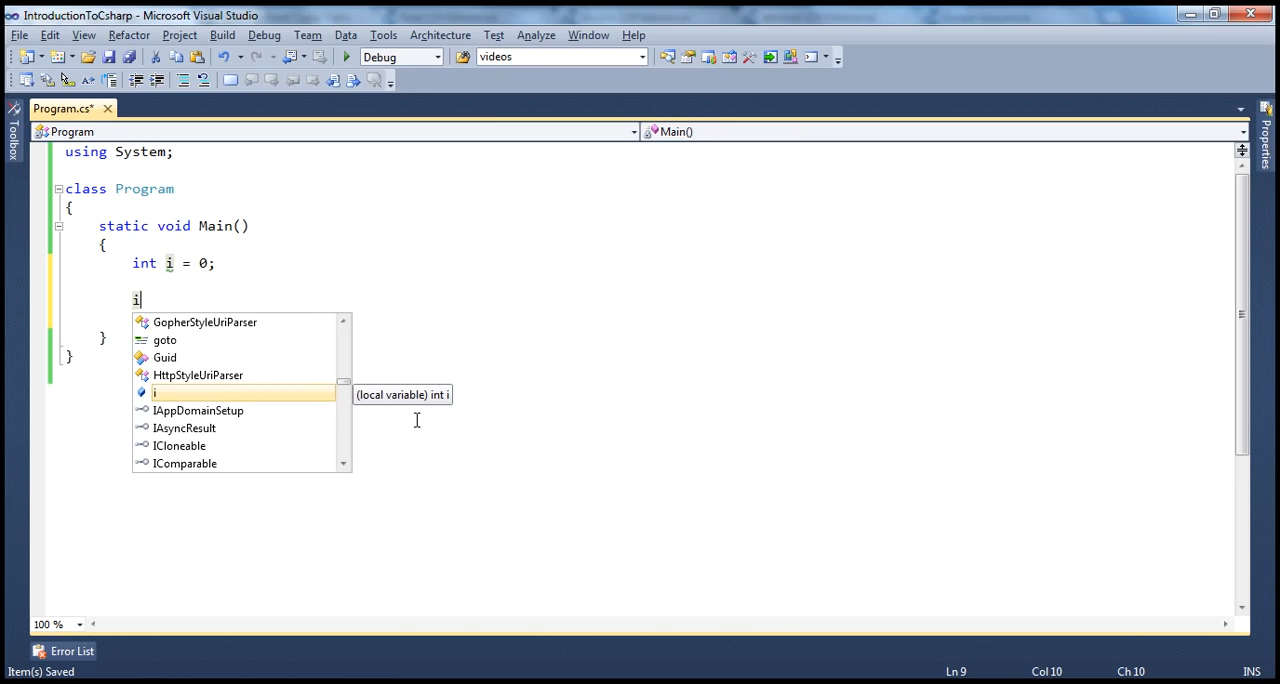 IntroductionToCsharp - Microsoft Visual Studio
File Edit View Refactor Project Build Debug Team Data Tools Architecture Test Analyze Window Help
Debug videos
Program.cs*
Toolbox
Program Main()
Properties
using System;
class Program
{
static void Main()
{
int i = 0;
i
GopherStyleUriParser
goto
Guid
HttpStyleUriParser
i
(local variable) int i
IAppDomainSetup
IAsyncResult
ICloneable
IComparable
}
}
100 %
Error List
Item(s) Saved Ln 9 Col 10 Ch 10 INS